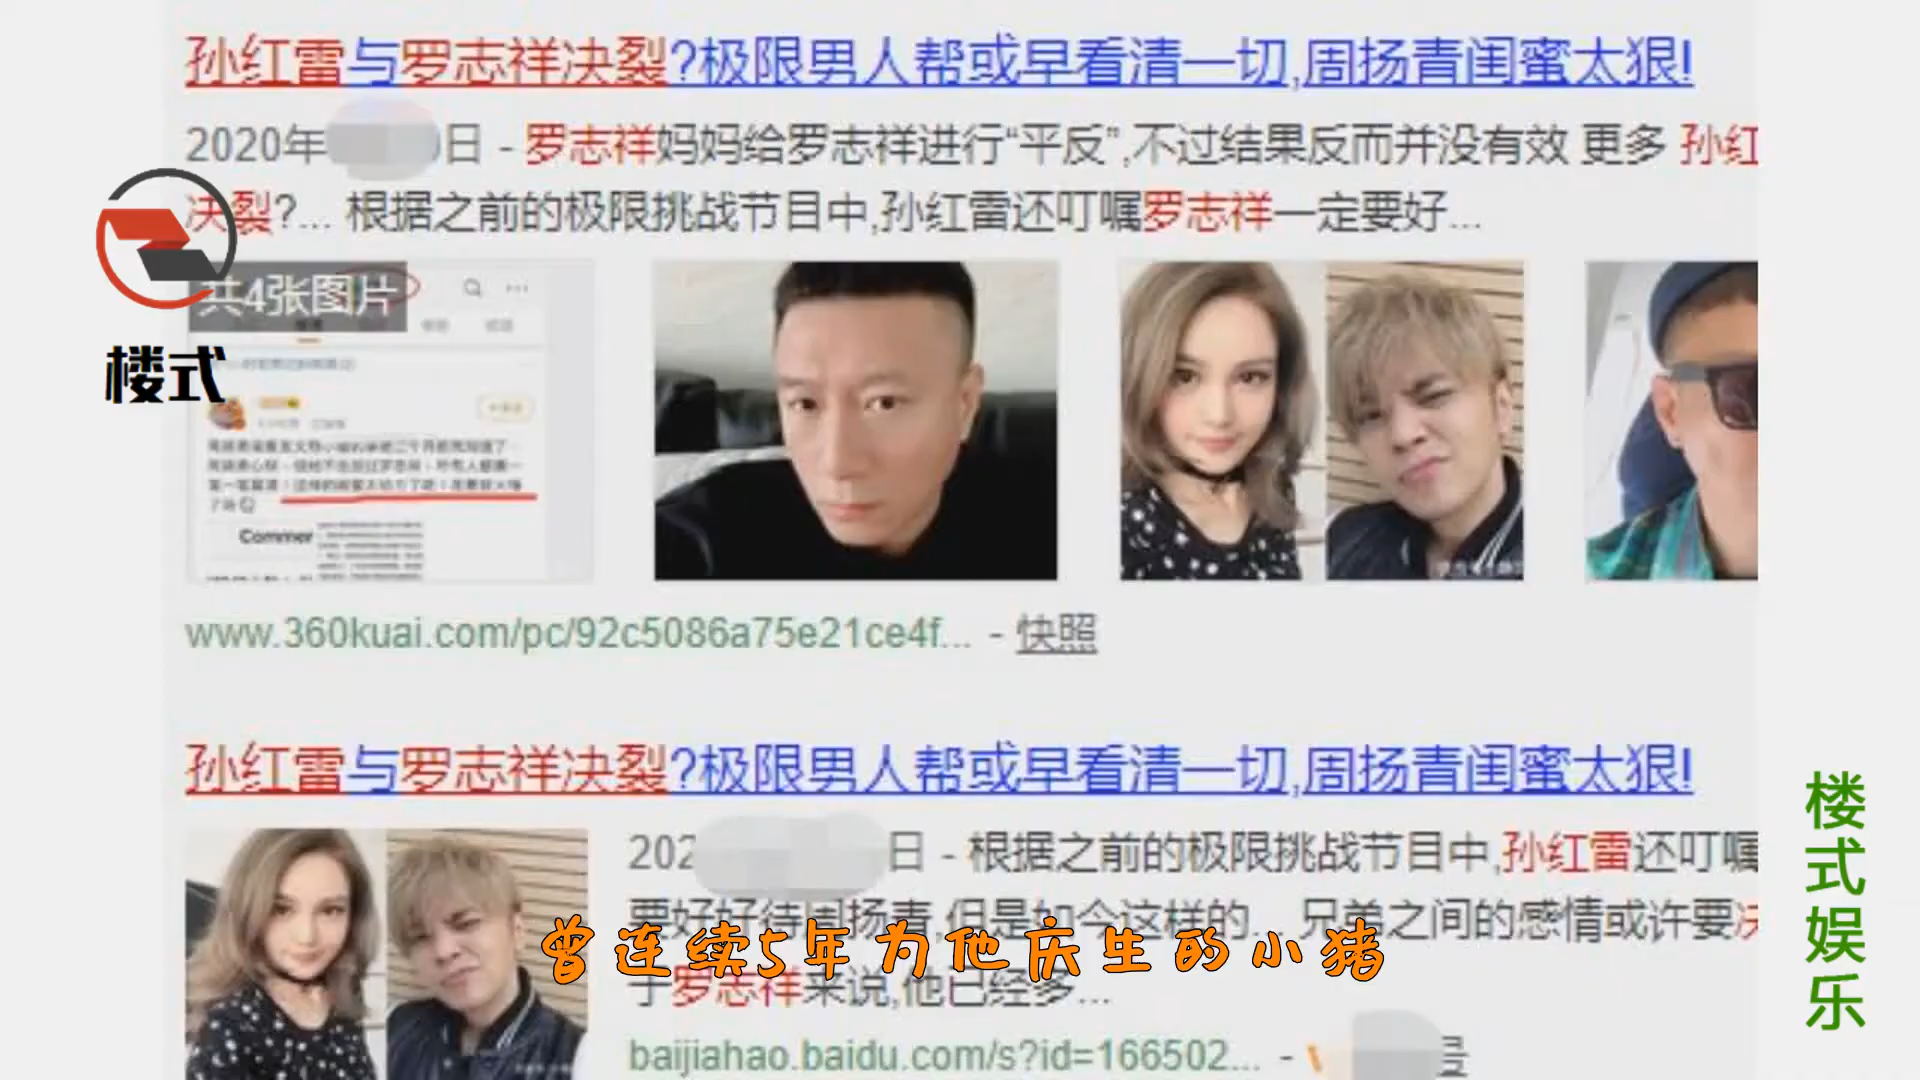 孙红雷与罗志祥决裂?极限男人帮或早看清一切,周扬青闺蜜太狠!
2020年 日 - 罗志祥妈妈给罗志祥进行“平反”,不过结果反而并没有效 更多 孙红
决裂?... 根据之前的极限挑战节目中,孙红雷还叮嘱罗志祥一定要好...
共4张图片
楼式
Commer
www.360kuai.com/pc/92c5086a75e21ce4f... - 快照
孙红雷与罗志祥决裂?极限男人帮或早看清一切,周扬青闺蜜太狠!
202 日 - 根据之前的极限挑战节目中,孙红雷还叮嘱
要好好待周扬青,但是如今这样的... 兄弟之间的感情或许要决
曾连续5年为他庆生的小猪
于罗志祥来说,他已经多...
baijiahao.baidu.com/s?id=166502... -
楼式娱乐